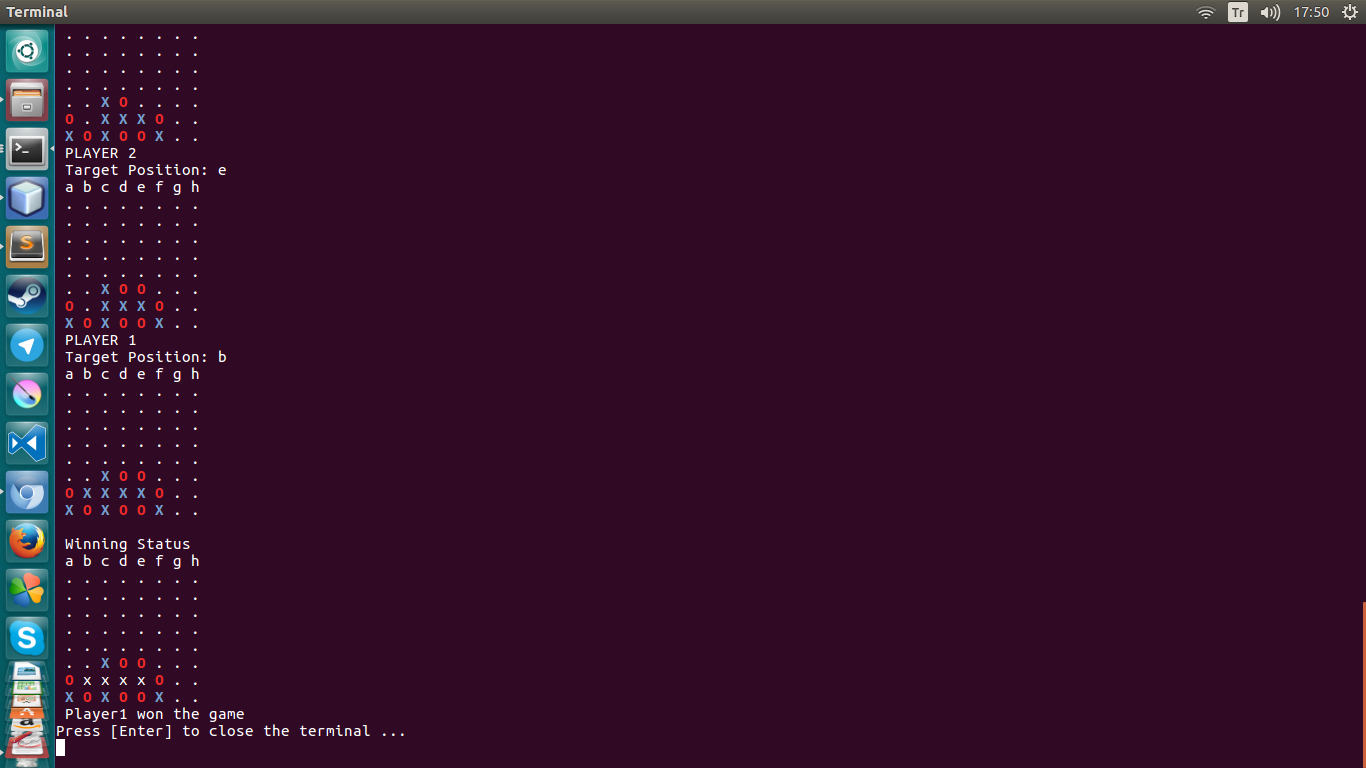 Terminal
Tr
17:50
. . . . . . . .
. . . . . . . .
. . . . . . . .
. . . . . . . .
. . X O . . . .
O . X X X O . .
X O X O O X . .
PLAYER 2
Target Position: e
a b c d e f g h
. . . . . . . .
. . . . . . . .
. . . . . . . .
. . . . . . . .
. . . . . . . .
. . X O O . . .
O . X X X O . .
X O X O O X . .
PLAYER 1
Target Position: b
a b c d e f g h
. . . . . . . .
. . . . . . . .
. . . . . . . .
. . . . . . . .
. . . . . . . .
. . X O O . . .
O X X X X O . .
X O X O O X . .
Winning Status
a b c d e f g h
. . . . . . . .
. . . . . . . .
. . . . . . . .
. . . . . . . .
. . . . . . . .
. . X O O . . .
O x x x x O . .
X O X O O X . .
Player1 won the game
Press [Enter] to close the terminal ...